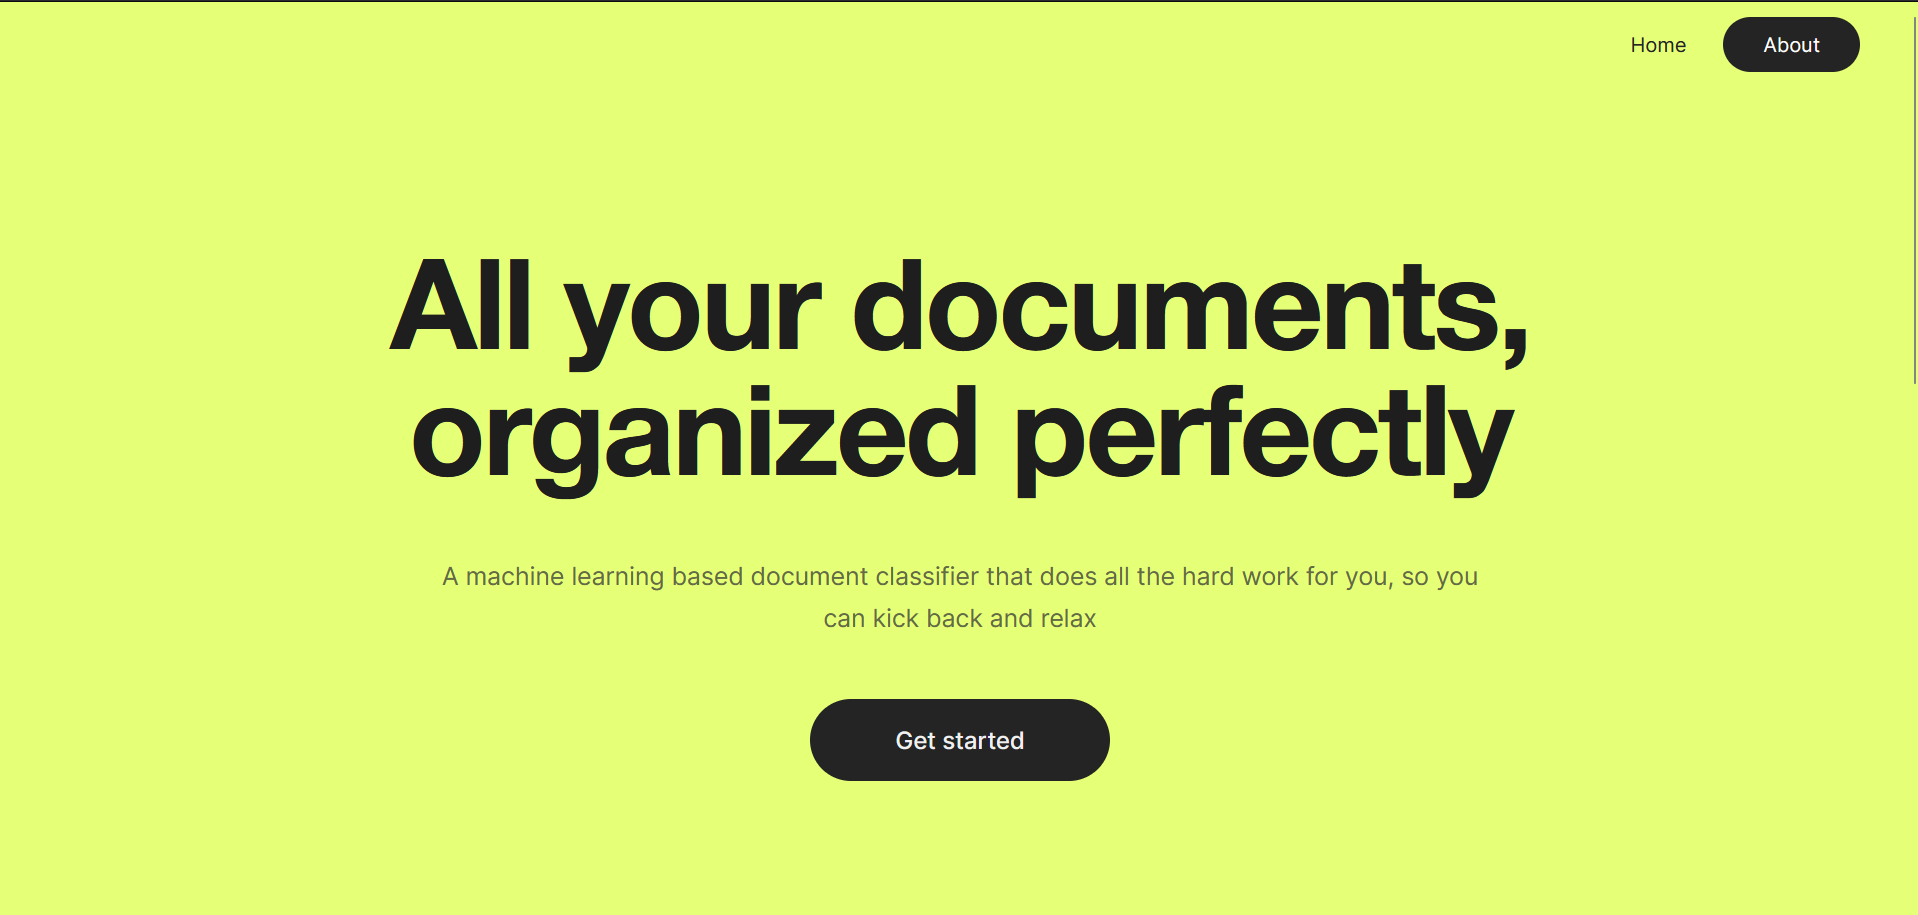 Home
About
All your documents,
organized perfectly
A machine learning based document classifier that does all the hard work for you, so you
can kick back and relax
Get started